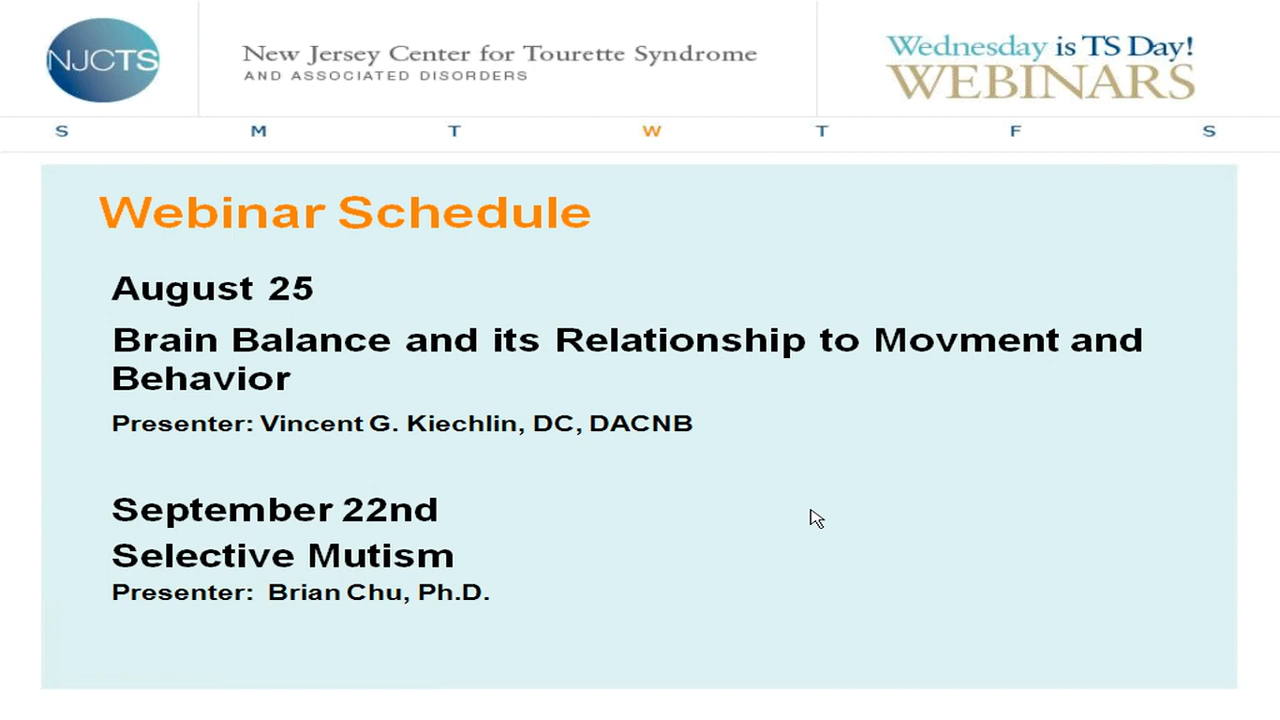 NJCTS
New Jersey Center for Tourette Syndrome
AND ASSOCIATED DISORDERS
Wednesday is TS Day!
WEBINARS
S M T W T F S
Webinar Schedule
August 25
Brain Balance and its Relationship to Movment and
Behavior
Presenter: Vincent G. Kiechlin, DC, DACNB
September 22nd
Selective Mutism
Presenter: Brian Chu, Ph.D.